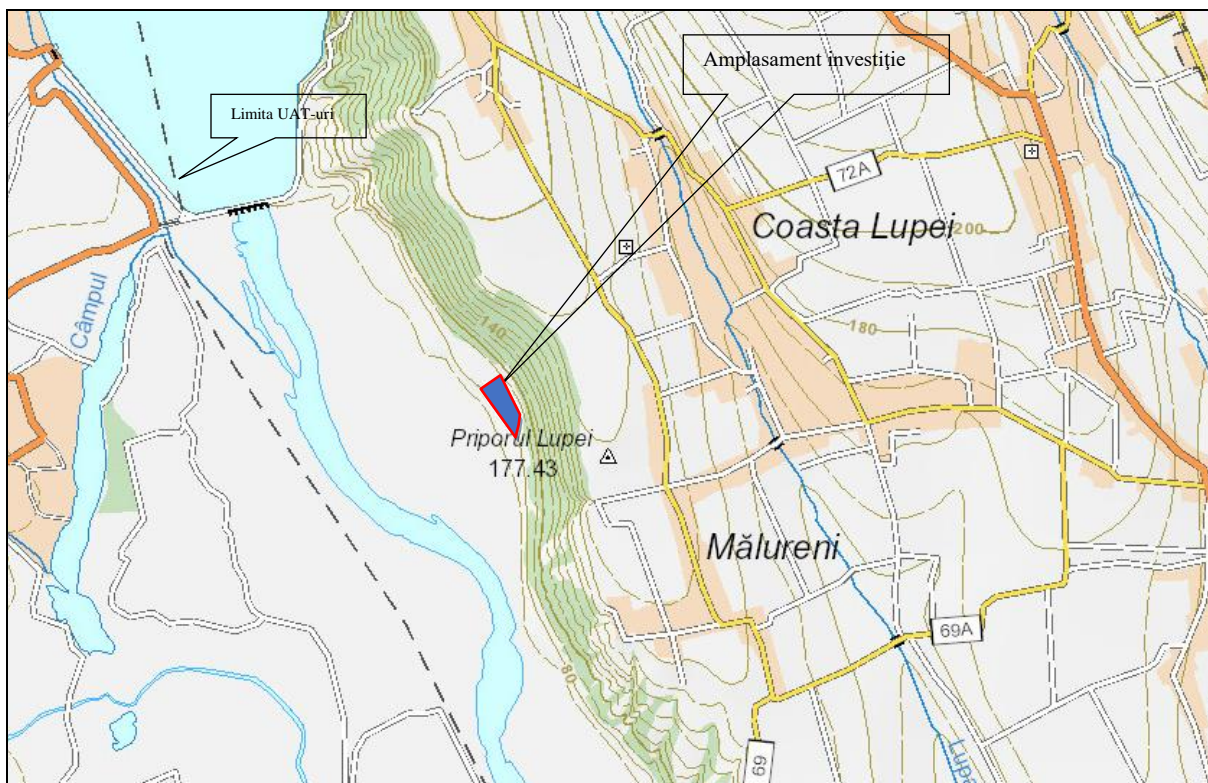 Amplasament investiţie
Limita UAT-uri
72A
Coasta Lupei
200
Câmpul
180
140
Priporul Lupei
177.43
Mălureni
69A
80
69